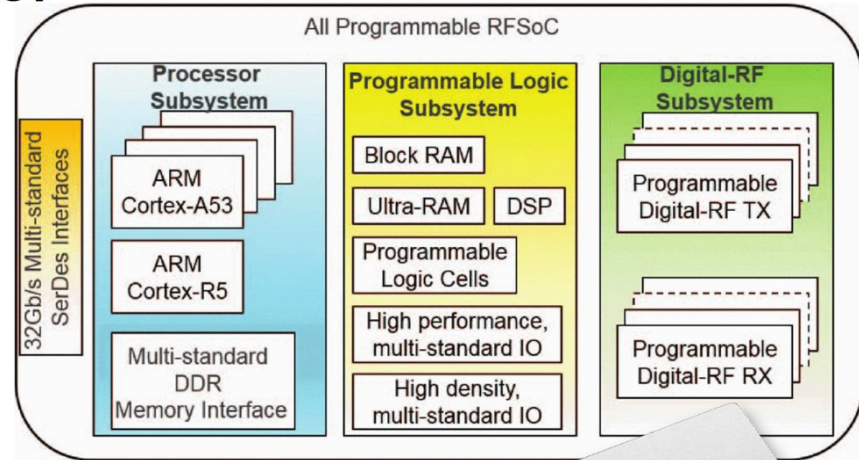 All Programmable RFSoC
32Gb/s Multi-standard
SerDes Interfaces
Processor
Subsystem
ARM
Cortex-A53
ARM
Cortex-R5
Multi-standard
DDR
Memory Interface
Programmable Logic
Subsystem
Block RAM
Ultra-RAM
DSP
Programmable
Logic Cells
High performance,
multi-standard IO
High density,
multi-standard IO
Digital-RF
Subsystem
Programmable
Digital-RF TX
Programmable
Digital-RF RX